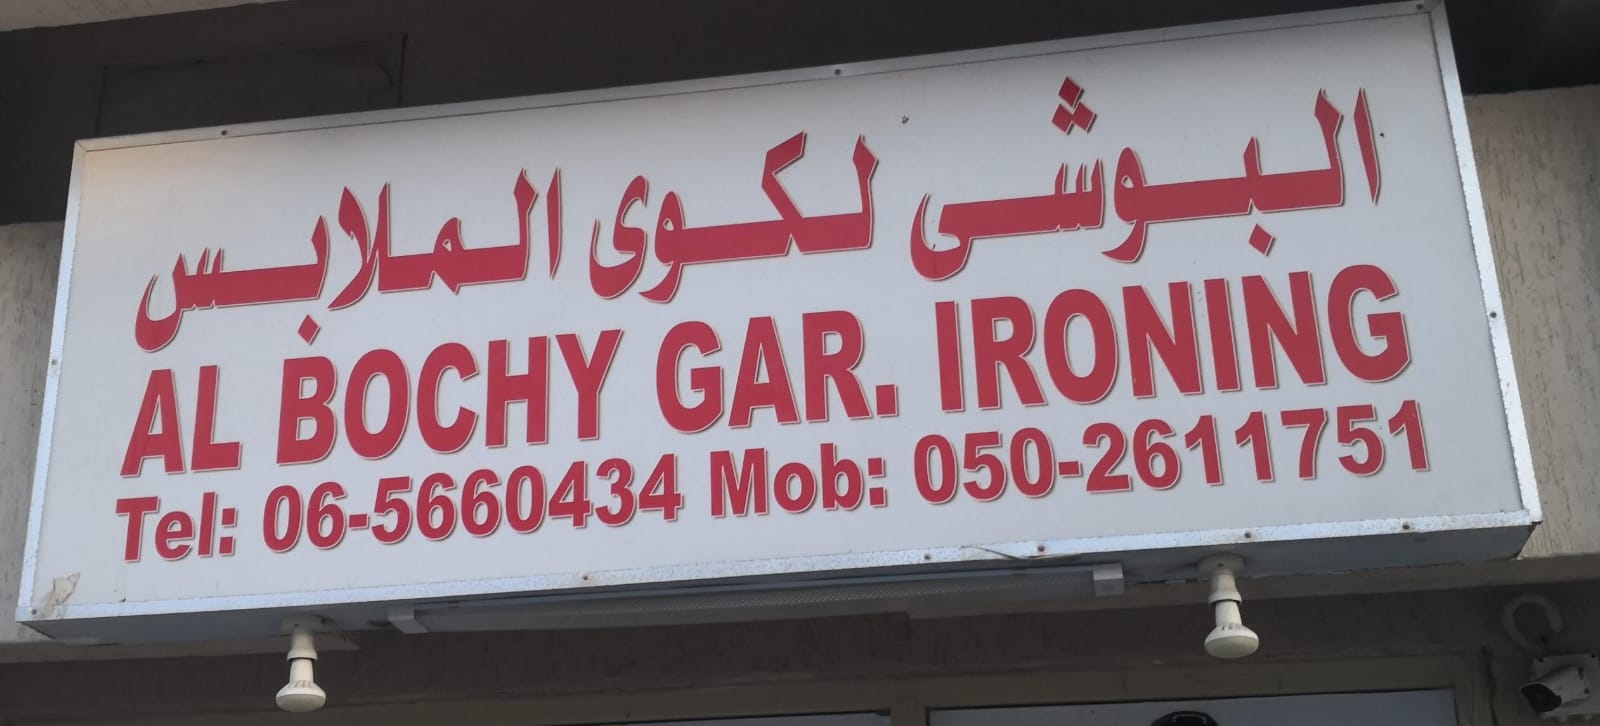 البوشى لكوى الملابس
AL BOCHY GAR. IRONING
Tel: 06-5660434 Mob: 050-2611751